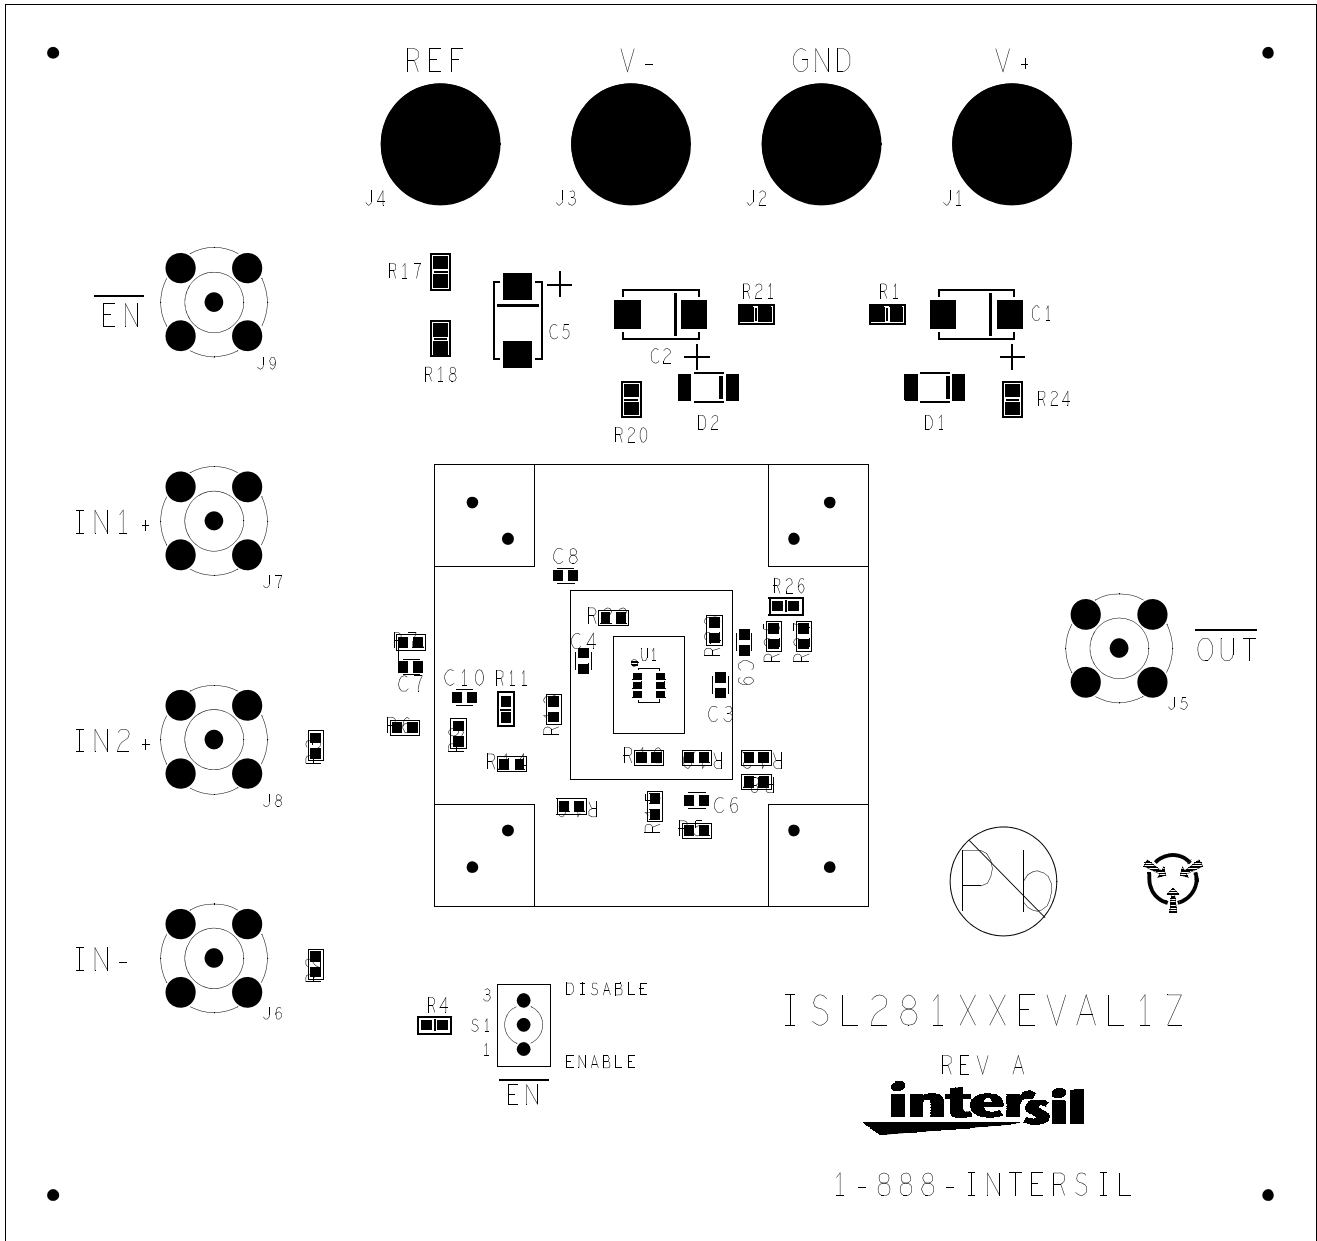 REF
V-
GND
V+
J4
J3
J2
J1
R17
R21
R1
EN
C5
C1
J9
R18
C2
R24
R20
D2
D1
IN1+
C8
J7
R26
C4
U1
OUT
C7
C10
R11
C9
C3
J5
IN2+
J8
C6
Pb
IN-
J6
3
DISABLE
R4
S1
1
ENABLE
EN
ISL281XXEVAL1Z
REV A
intersil
1-888-INTERSIL